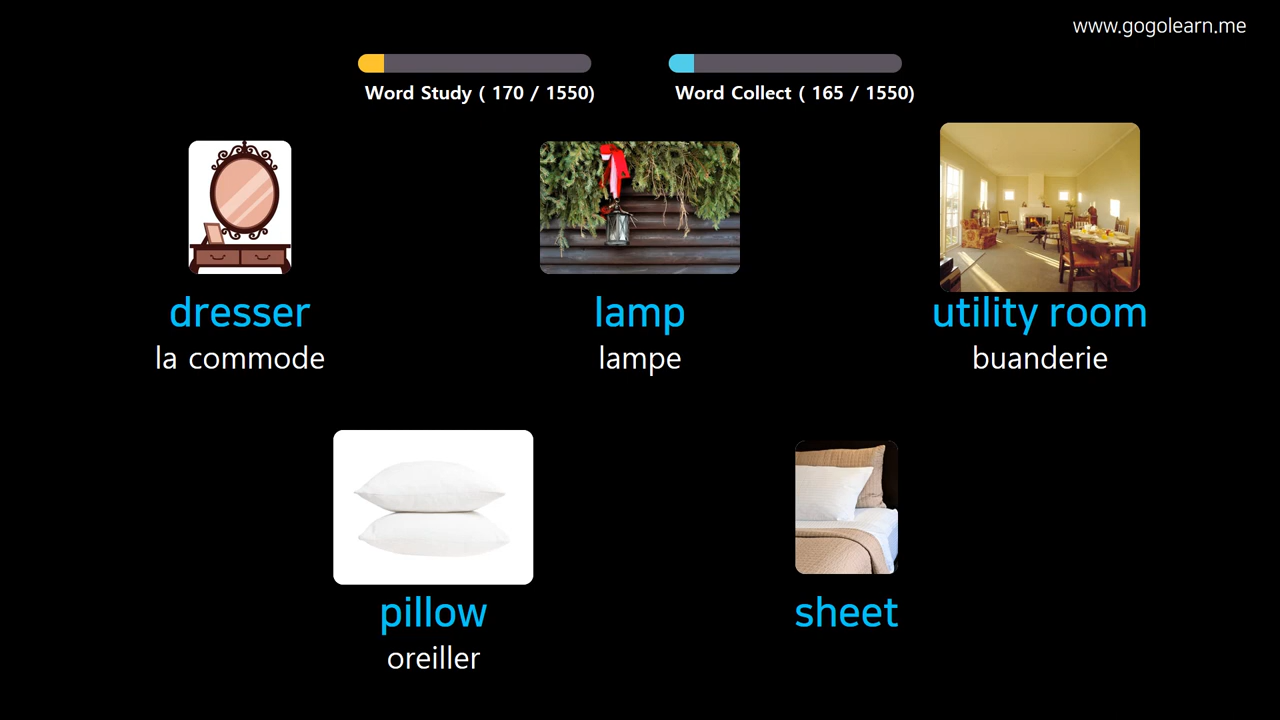 www.gogolearn.me
Word Study ( 170 / 1550)
Word Collect ( 165 / 1550)
dresser
la commode
lamp
lampe
utility room
buanderie
pillow
oreiller
sheet